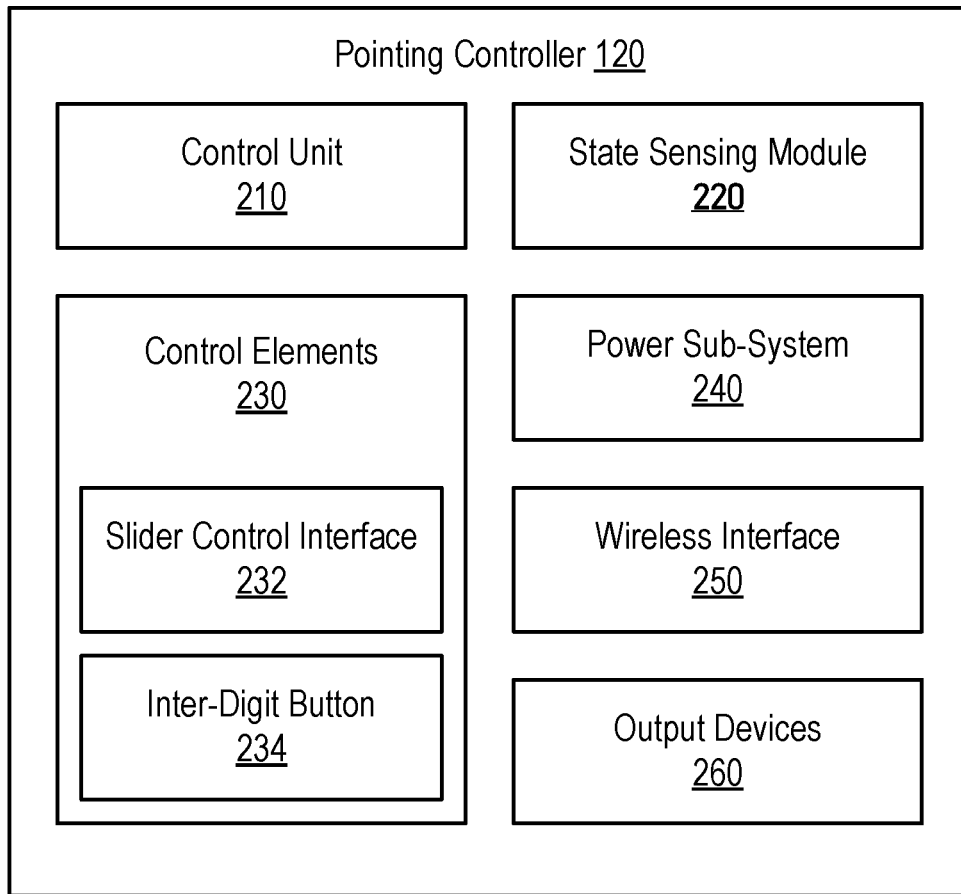 Pointing Controller 120
Control Unit
210
State Sensing Module
220
Control Elements
230
Slider Control Interface
232
Inter-Digit Button
234
Power Sub-System
240
Wireless Interface
250
Output Devices
260